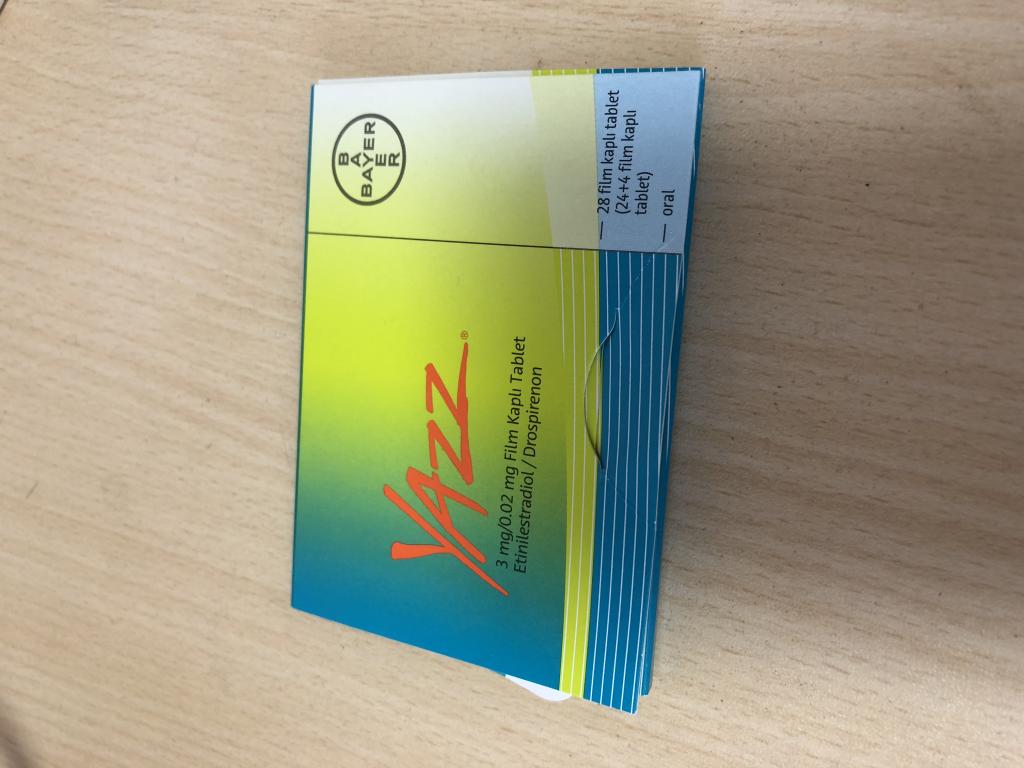 BAYER
BAYER
YAZZ®
3 mg/0.02 mg Film Kaplı Tablet
Etinilestradiol / Drospirenon
— 28 film kaplı tablet
(24+4 film kaplı
tablet)
— oral